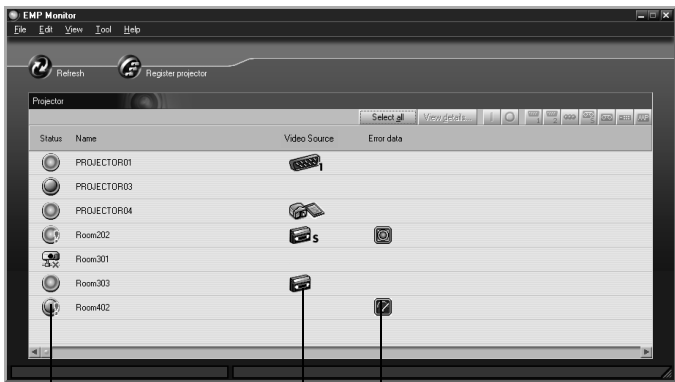 EMP Monitor
File Edit View Tool Help
Refresh Register projector
Projector
Select all View details...
Status Name Video Source Error data
PROJECTOR01 1
PROJECTOR03
PROJECTOR04
Room202 S
Room301
Room303
Room402